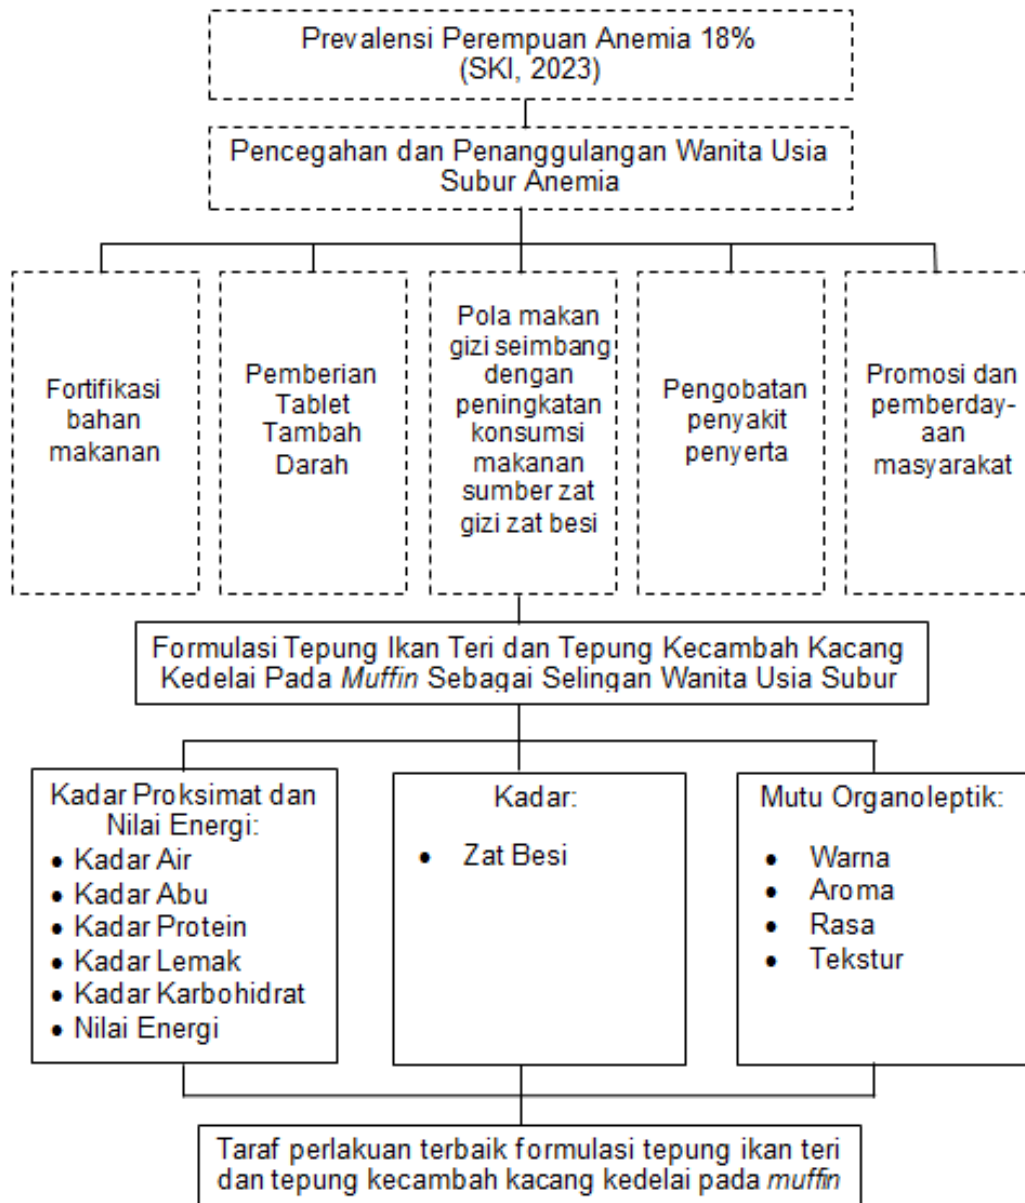 Prevalensi Perempuan Anemia 18%
(SKI, 2023)
Pencegahan dan Penanggulangan Wanita Usia
Subur Anemia
Fortifikasi
bahan
makanan
Pemberian
Tablet
Tambah
Darah
Pola makan
gizi seimbang
dengan
peningkatan
konsumsi
makanan
sumber zat
gizi zat besi
Pengobatan
penyakit
penyerta
Promosi dan
pemberday-
aan
masyarakat
Formulasi Tepung Ikan Teri dan Tepung Kecambah Kacang
Kedelai Pada Muffin Sebagai Selingan Wanita Usia Subur
Kadar Proksimat dan
Nilai Energi:
• Kadar Air
• Kadar Abu
• Kadar Protein
• Kadar Lemak
• Kadar Karbohidrat
• Nilai Energi
Kadar:
• Zat Besi
Mutu Organoleptik:
• Warna
• Aroma
• Rasa
• Tekstur
Taraf perlakuan terbaik formulasi tepung ikan teri
dan tepung kecambah kacang kedelai pada muffin